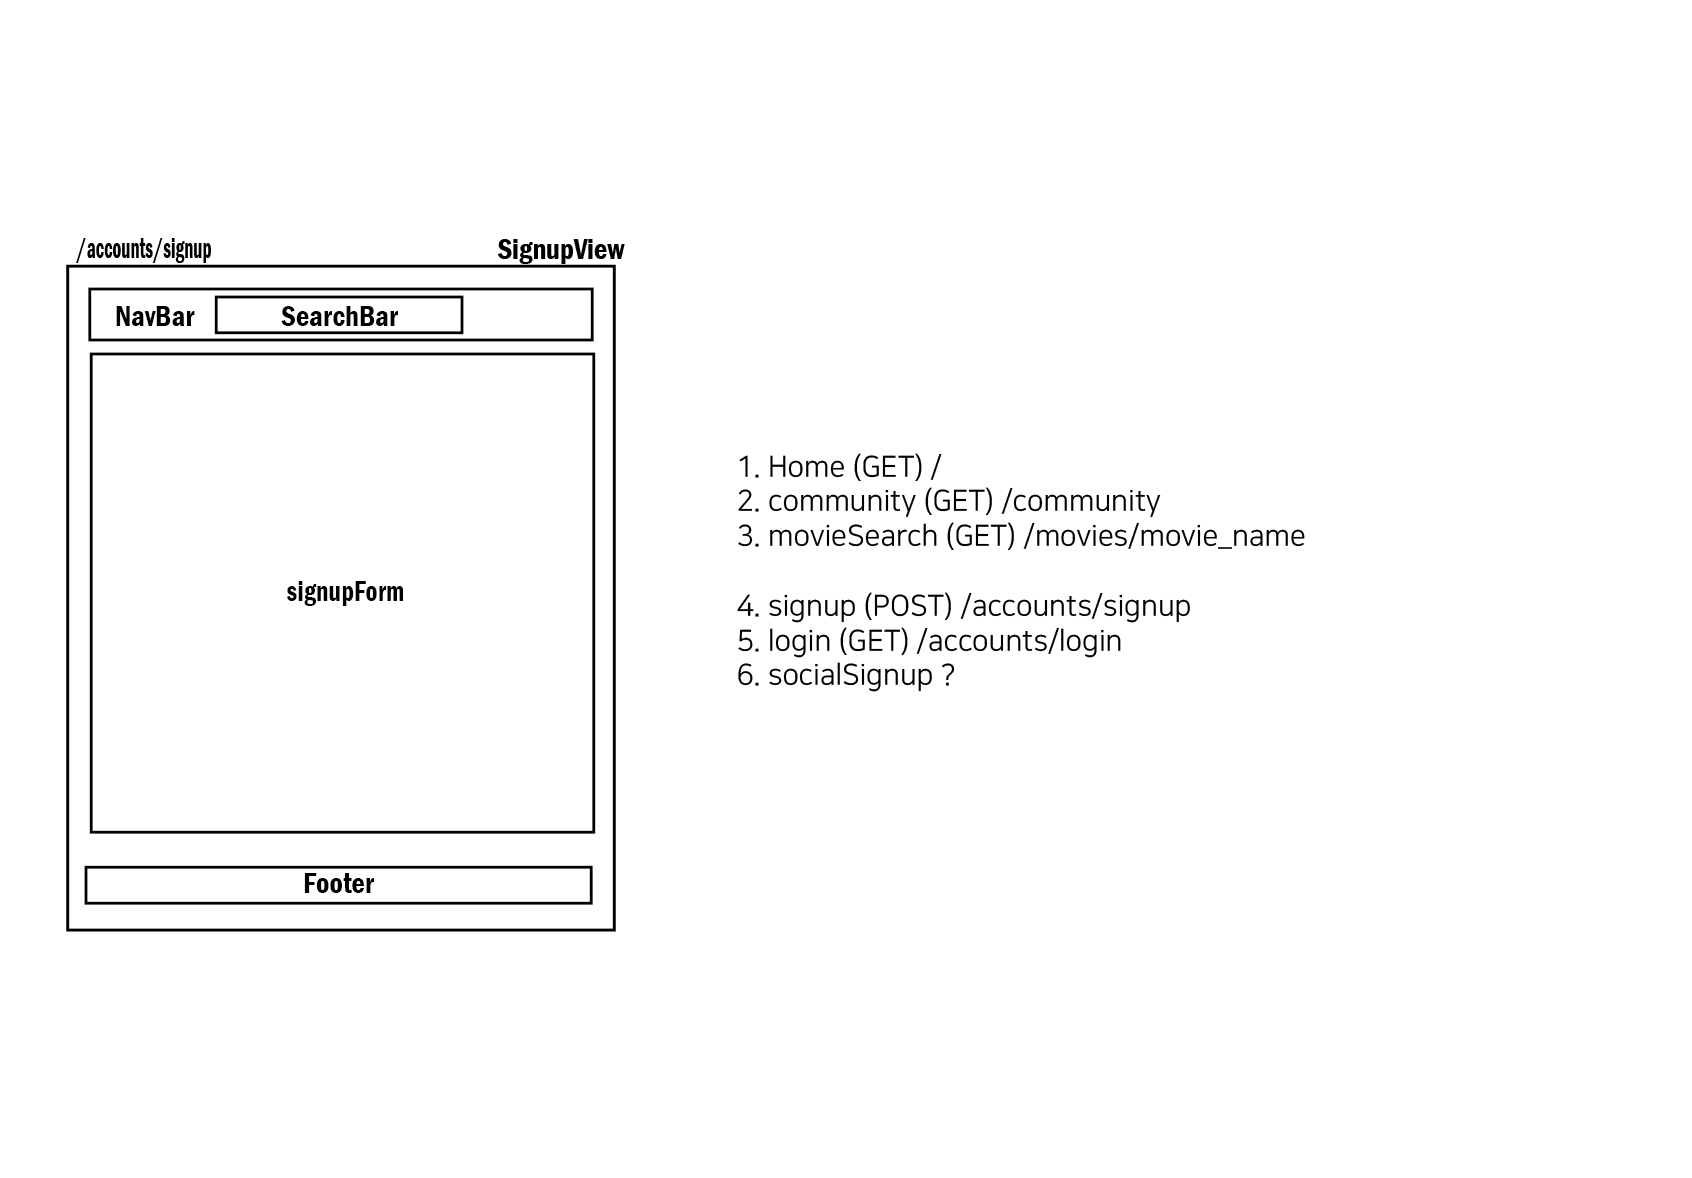 /accounts/signup
SignupView
NavBar
SearchBar
signupForm
Footer
1. Home (GET) /
2. community (GET) /community
3. movieSearch (GET) /movies/movie_name
4. signup (POST) /accounts/signup
5. login (GET) /accounts/login
6. socialSignup ?